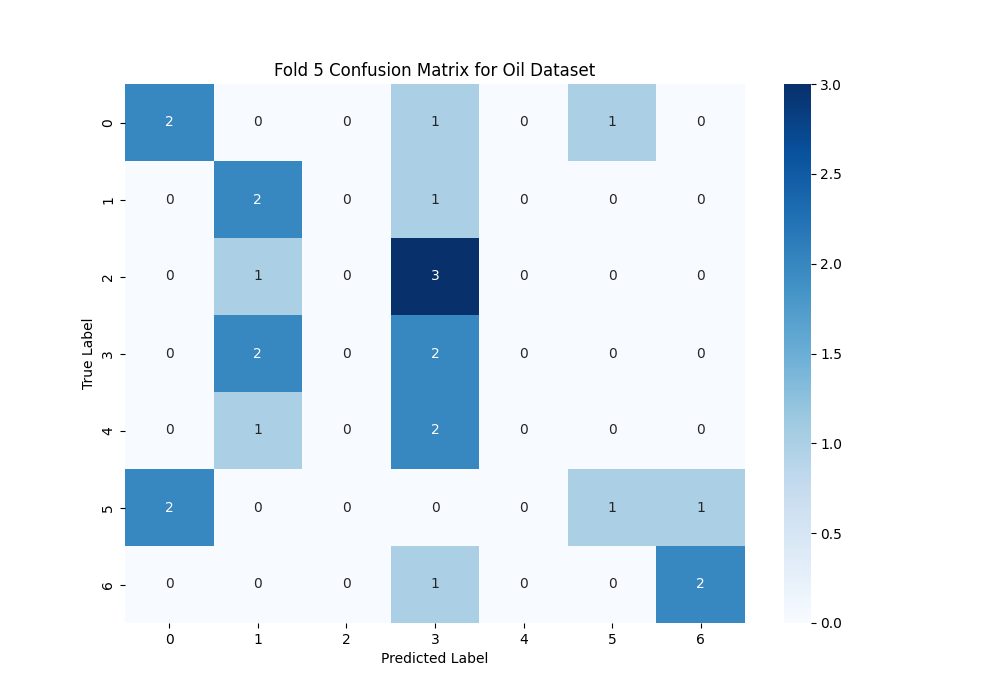 Fold 5 Confusion Matrix for Oil Dataset
0 2 0 0 1 0 1 0
1 0 2 0 1 0 0 0
2 0 1 0 3 0 0 0
3 0 2 0 2 0 0 0
4 0 1 0 2 0 0 0
5 2 0 0 0 0 1 1
6 0 0 0 1 0 0 2
0 1 2 3 4 5 6
True Label
Predicted Label
3.0
2.5
2.0
1.5
1.0
0.5
0.0